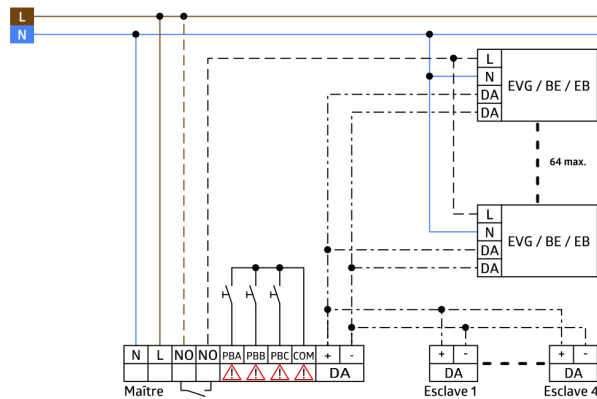 L
N
L
N EVG / BE / EB
DA
DA
64 max.
L
N EVG / BE / EB
DA
DA
N L NO NO PBA PBB PBC COM + -
DA
+ -
DA
+ -
DA
Maître Esclave 1 Esclave 4